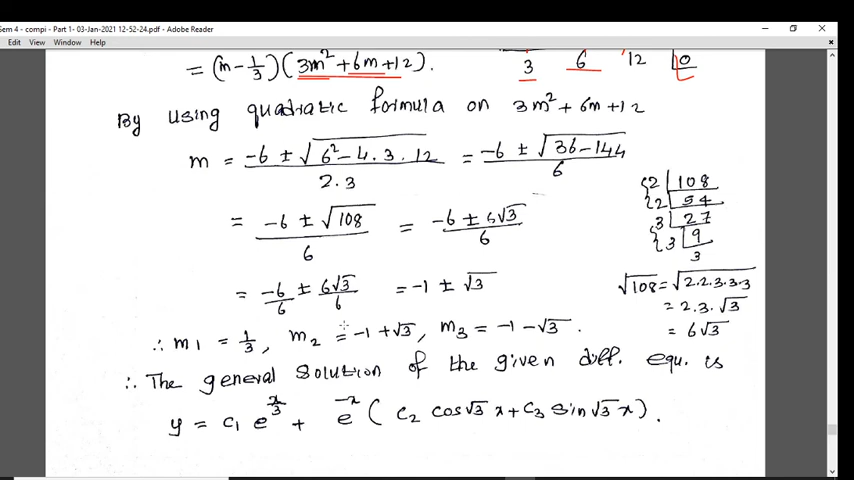 Sem 4 - compi - Part 1- 03-Jan-2021 12-52-24.pdf - Adobe Reader
Edit View Window Help
= (m - 1/3) (3m² + 6m + 12).
3 6 12 0
By using quadratic formula on 3m² + 6m + 12
m = (-6 ± √(6² - 4.3.12))/(2.3) = (-6 ± √(36 - 144))/6
= (-6 ± √108)/6 = (-6 ± 6√3)/6
= -6/6 ± 6√3/6 = -1 ± √3
2 | 108
2 | 54
3 | 27
3 | 9
3
√108 = √2.2.3.3.3
= 2.3.√3
= 6√3
∴ m₁ = 1/3, m₂ = -1 + √3, m₃ = -1 - √3.
∴ The general solution of the given diff. equ. is
y = c₁ e^(x/3) + e^(-x) ( c₂ cos√3 x + c₃ sin√3 x ).